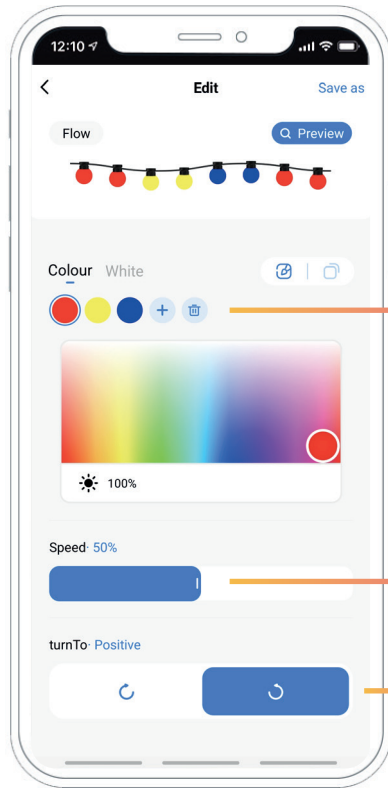 12:10
Edit
Save as
Flow
Preview
Colour White
100%
Speed· 50%
turnTo· Positive